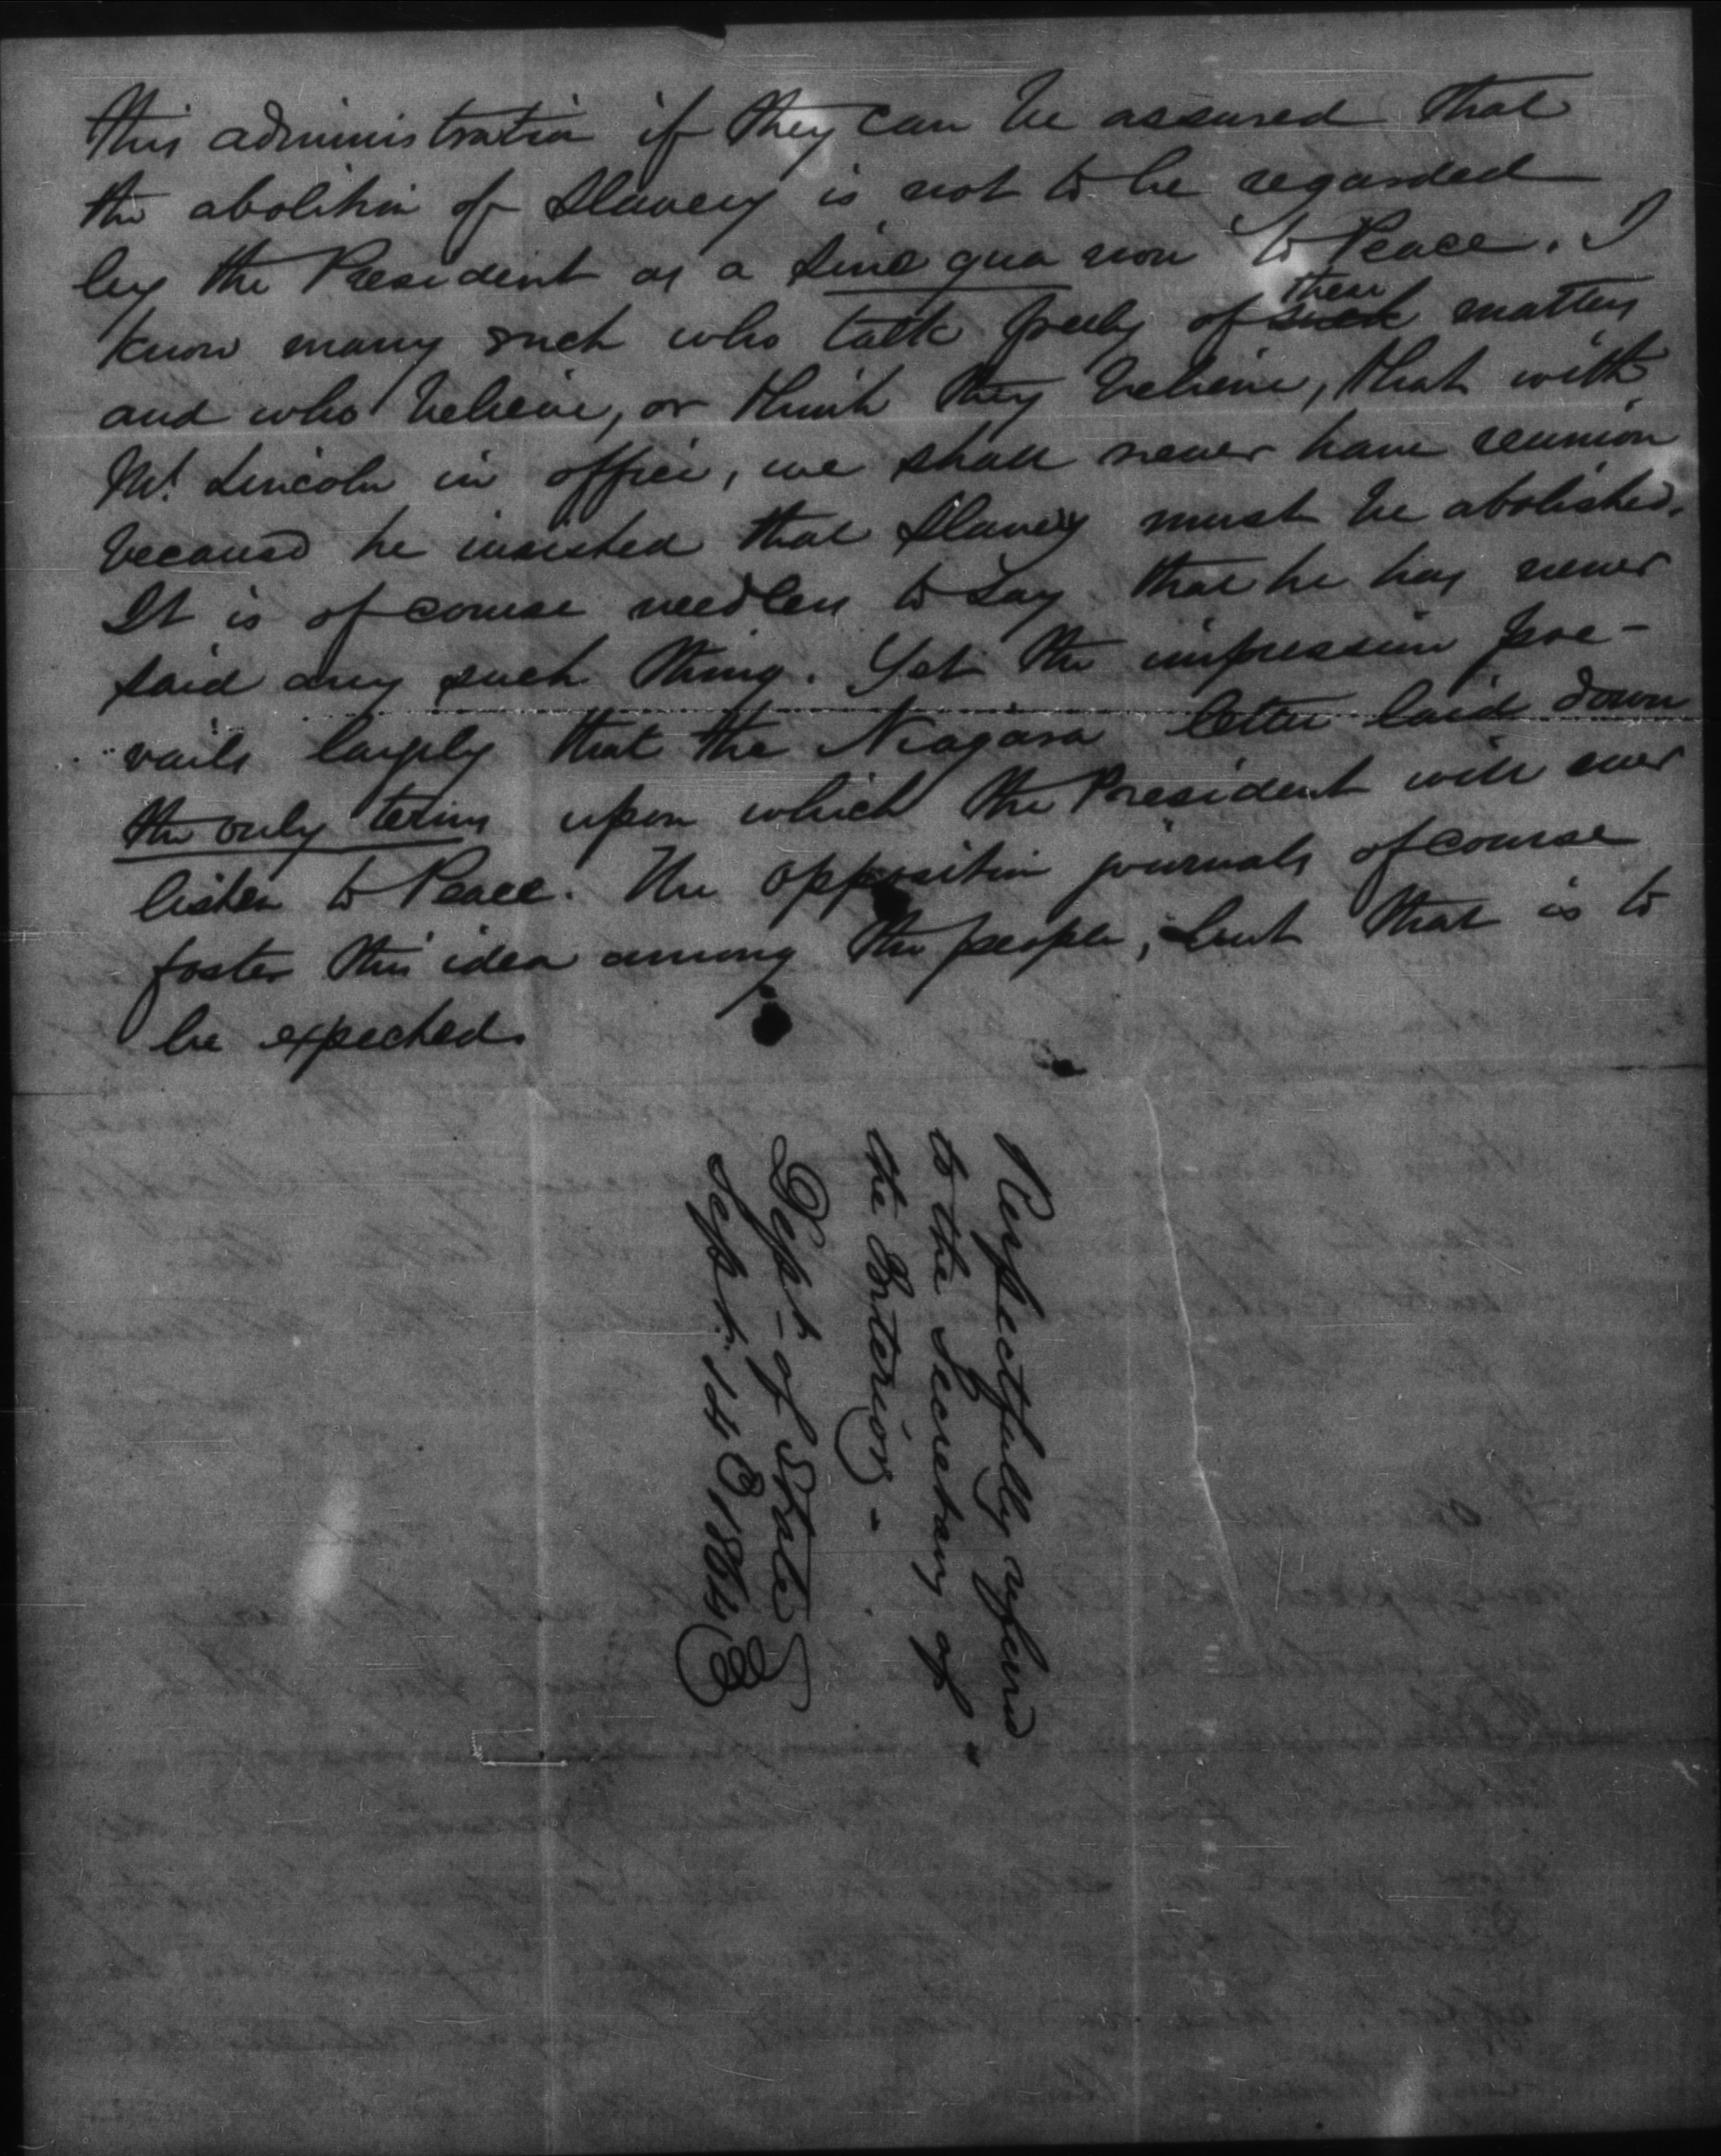 this administration if they can be assured that
the abolition of Slavery is not to be regarded
by the President as a sine qua non to Peace. I
know many such who talk freely of such these matters
and who believe, or think they believe, that with
Mr. Lincoln in office, we shall never have reunion
because he insisted that Slavery must be abolished.
It is of course needless to say that he has never
said any such thing. Yet the impression pre-
vails largely that the Niagara letter laid down
the only terms upon which the President will ever
listen to Peace. The opposition journals of course
foster this idea among the people, but that is to
be expected.
Respectfully referred
to the Secretary of
the Interior -
Dept. of State
Sept. 14 1864